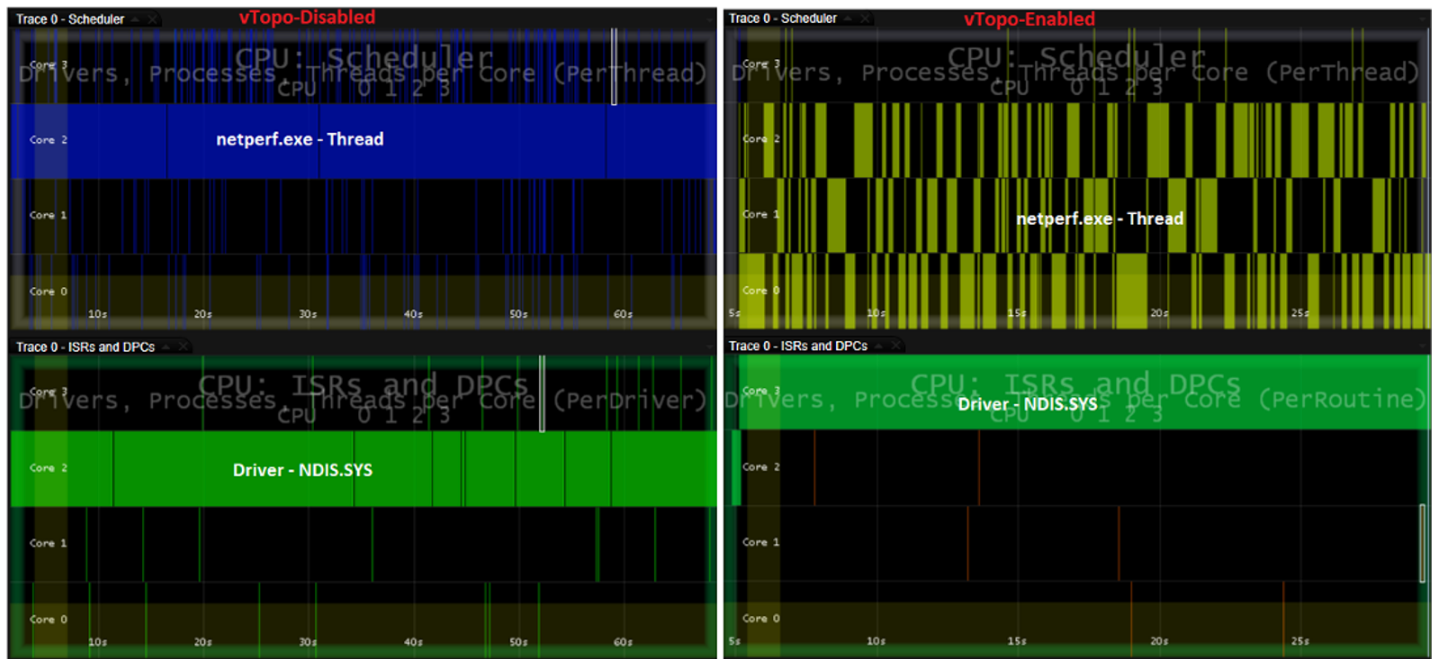 Trace 0 - Scheduler
vTopo-Disabled
CPU: Scheduler
Drivers, Processes, Threads per Core (PerThread)
CPU 0 1 2 3
Core 3
Core 2
netperf.exe - Thread
Core 1
Core 0
10s 20s 30s 40s 50s 60s
Trace 0 - ISRs and DPCs
CPU: ISRs and DPCs
Drivers, Processes, Threads per Core (PerDriver)
CPU 0 1 2 3
Core 3
Core 2
Driver - NDIS.SYS
Core 1
Core 0
10s 20s 30s 40s 50s 60s
Trace 0 - Scheduler
vTopo-Enabled
CPU: Scheduler
Drivers, Processes, Threads per Core (PerThread)
CPU 0 1 2 3
Core 3
Core 2
Core 1
netperf.exe - Thread
Core 0
5s 10s 15s 20s 25s
Trace 0 - ISRs and DPCs
CPU: ISRs and DPCs
Drivers, Processes, Threads per Core (PerRoutine)
CPU 0 1 2 3
Core 3
Driver - NDIS.SYS
Core 2
Core 1
Core 0
5s 10s 15s 20s 25s